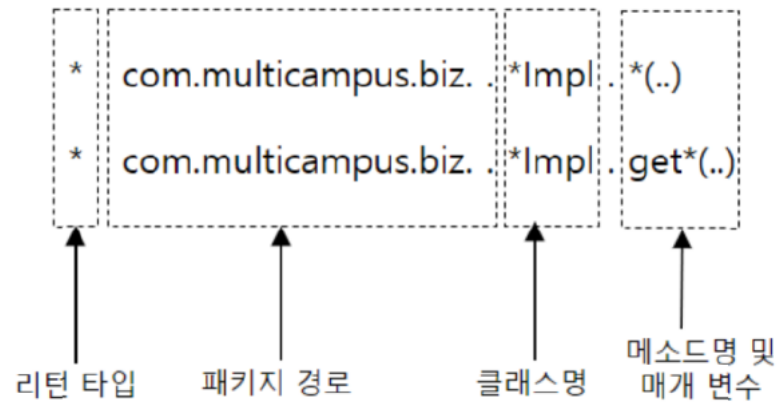 * com.multicampus.biz. . *Impl . *(..)
* com.multicampus.biz. . *Impl . get*(..)
리턴 타입 패키지 경로 클래스명 메소드명 및
매개 변수